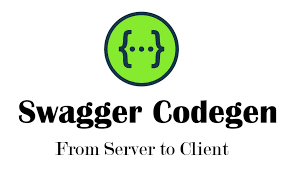 {...}
Swagger Codegen
From Server to Client